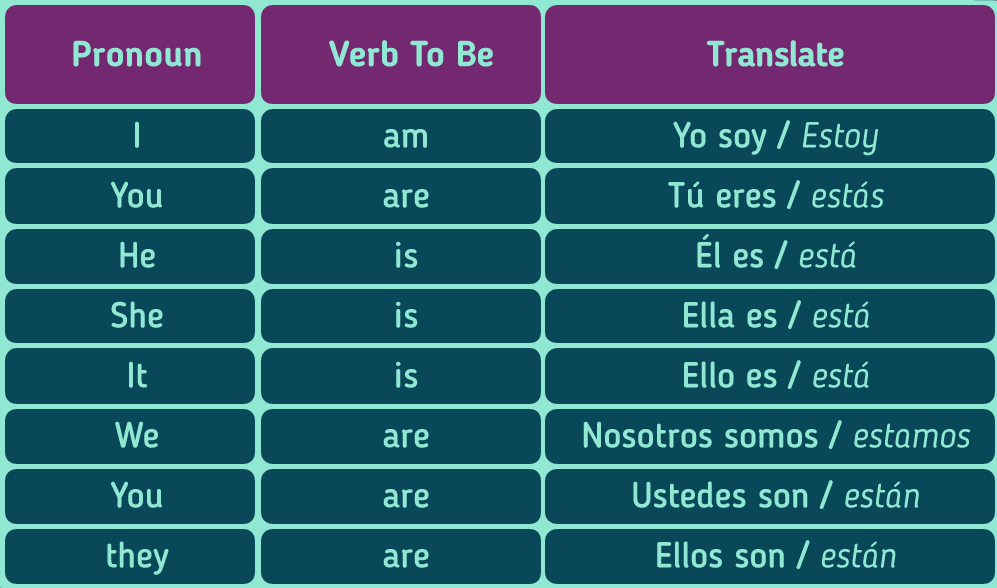 Pronoun Verb To Be Translate
I am Yo soy / Estoy
You are Tú eres / estás
He is Él es / está
She is Ella es / está
It is Ello es / está
We are Nosotros somos / estamos
You are Ustedes son / están
they are Ellos son / están